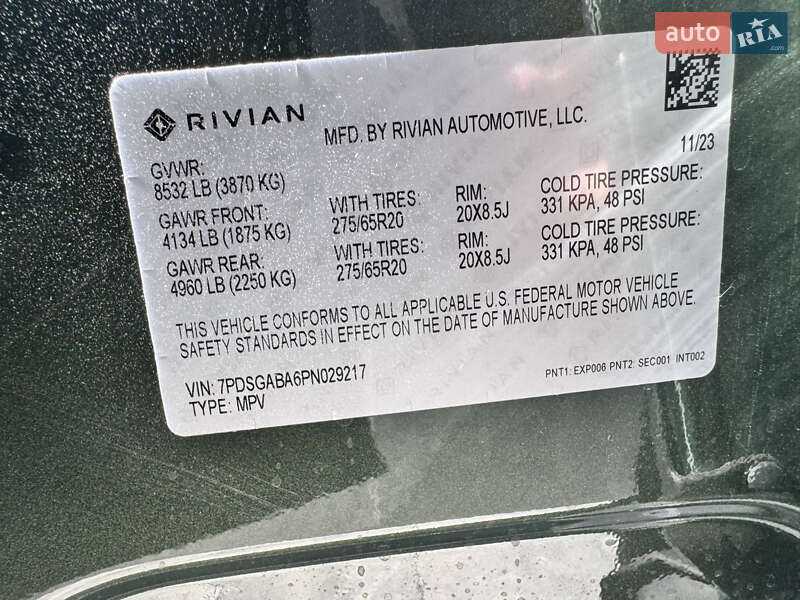 auto RIA.com
RIVIAN
MFD. BY RIVIAN AUTOMOTIVE, LLC.
11/23
GVWR:
8532 LB (3870 KG)
GAWR FRONT: WITH TIRES: RIM: COLD TIRE PRESSURE:
4134 LB (1875 KG) 275/65R20 20X8.5J 331 KPA, 48 PSI
GAWR REAR: WITH TIRES: RIM: COLD TIRE PRESSURE:
4960 LB (2250 KG) 275/65R20 20X8.5J 331 KPA, 48 PSI
THIS VEHICLE CONFORMS TO ALL APPLICABLE U.S. FEDERAL MOTOR VEHICLE
SAFETY STANDARDS IN EFFECT ON THE DATE OF MANUFACTURE SHOWN ABOVE.
VIN: 7PDSGABA6PN029217
TYPE: MPV
PNT1: EXP006 PNT2: SEC001 INT002